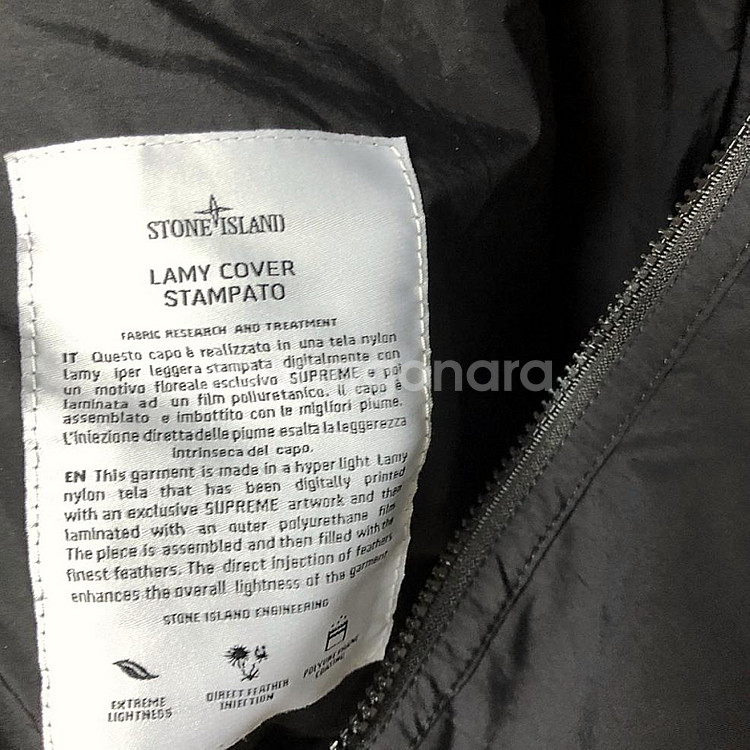 STONE ISLAND
LAMY COVER
STAMPATO
FABRIC RESEARCH AND TREATMENT
IT Questo capo è realizzato in una tela nylon
Lamy iper leggera stampata digitalmente con
un motivo floreale esclusivo SUPREME e poi
laminata ad un film poliuretanico. Il capo è
assemblato e imbottito con le migliori piume.
L'iniezione diretta delle piume esalta la leggerezza
intrinseca del capo.
EN This garment is made in a hyper light Lamy
nylon tela that has been digitally printed
with an exclusive SUPREME artwork and then
laminated with an outer polyurethane film
The piece is assembled and then filled with the
finest feathers. The direct injection of feathers
enhances the overall lightness of the garment
STONE ISLAND ENGINEERING
EXTREME
LIGHTNESS
DIRECT FEATHER
INJECTION
POLYURETHANE
COATING